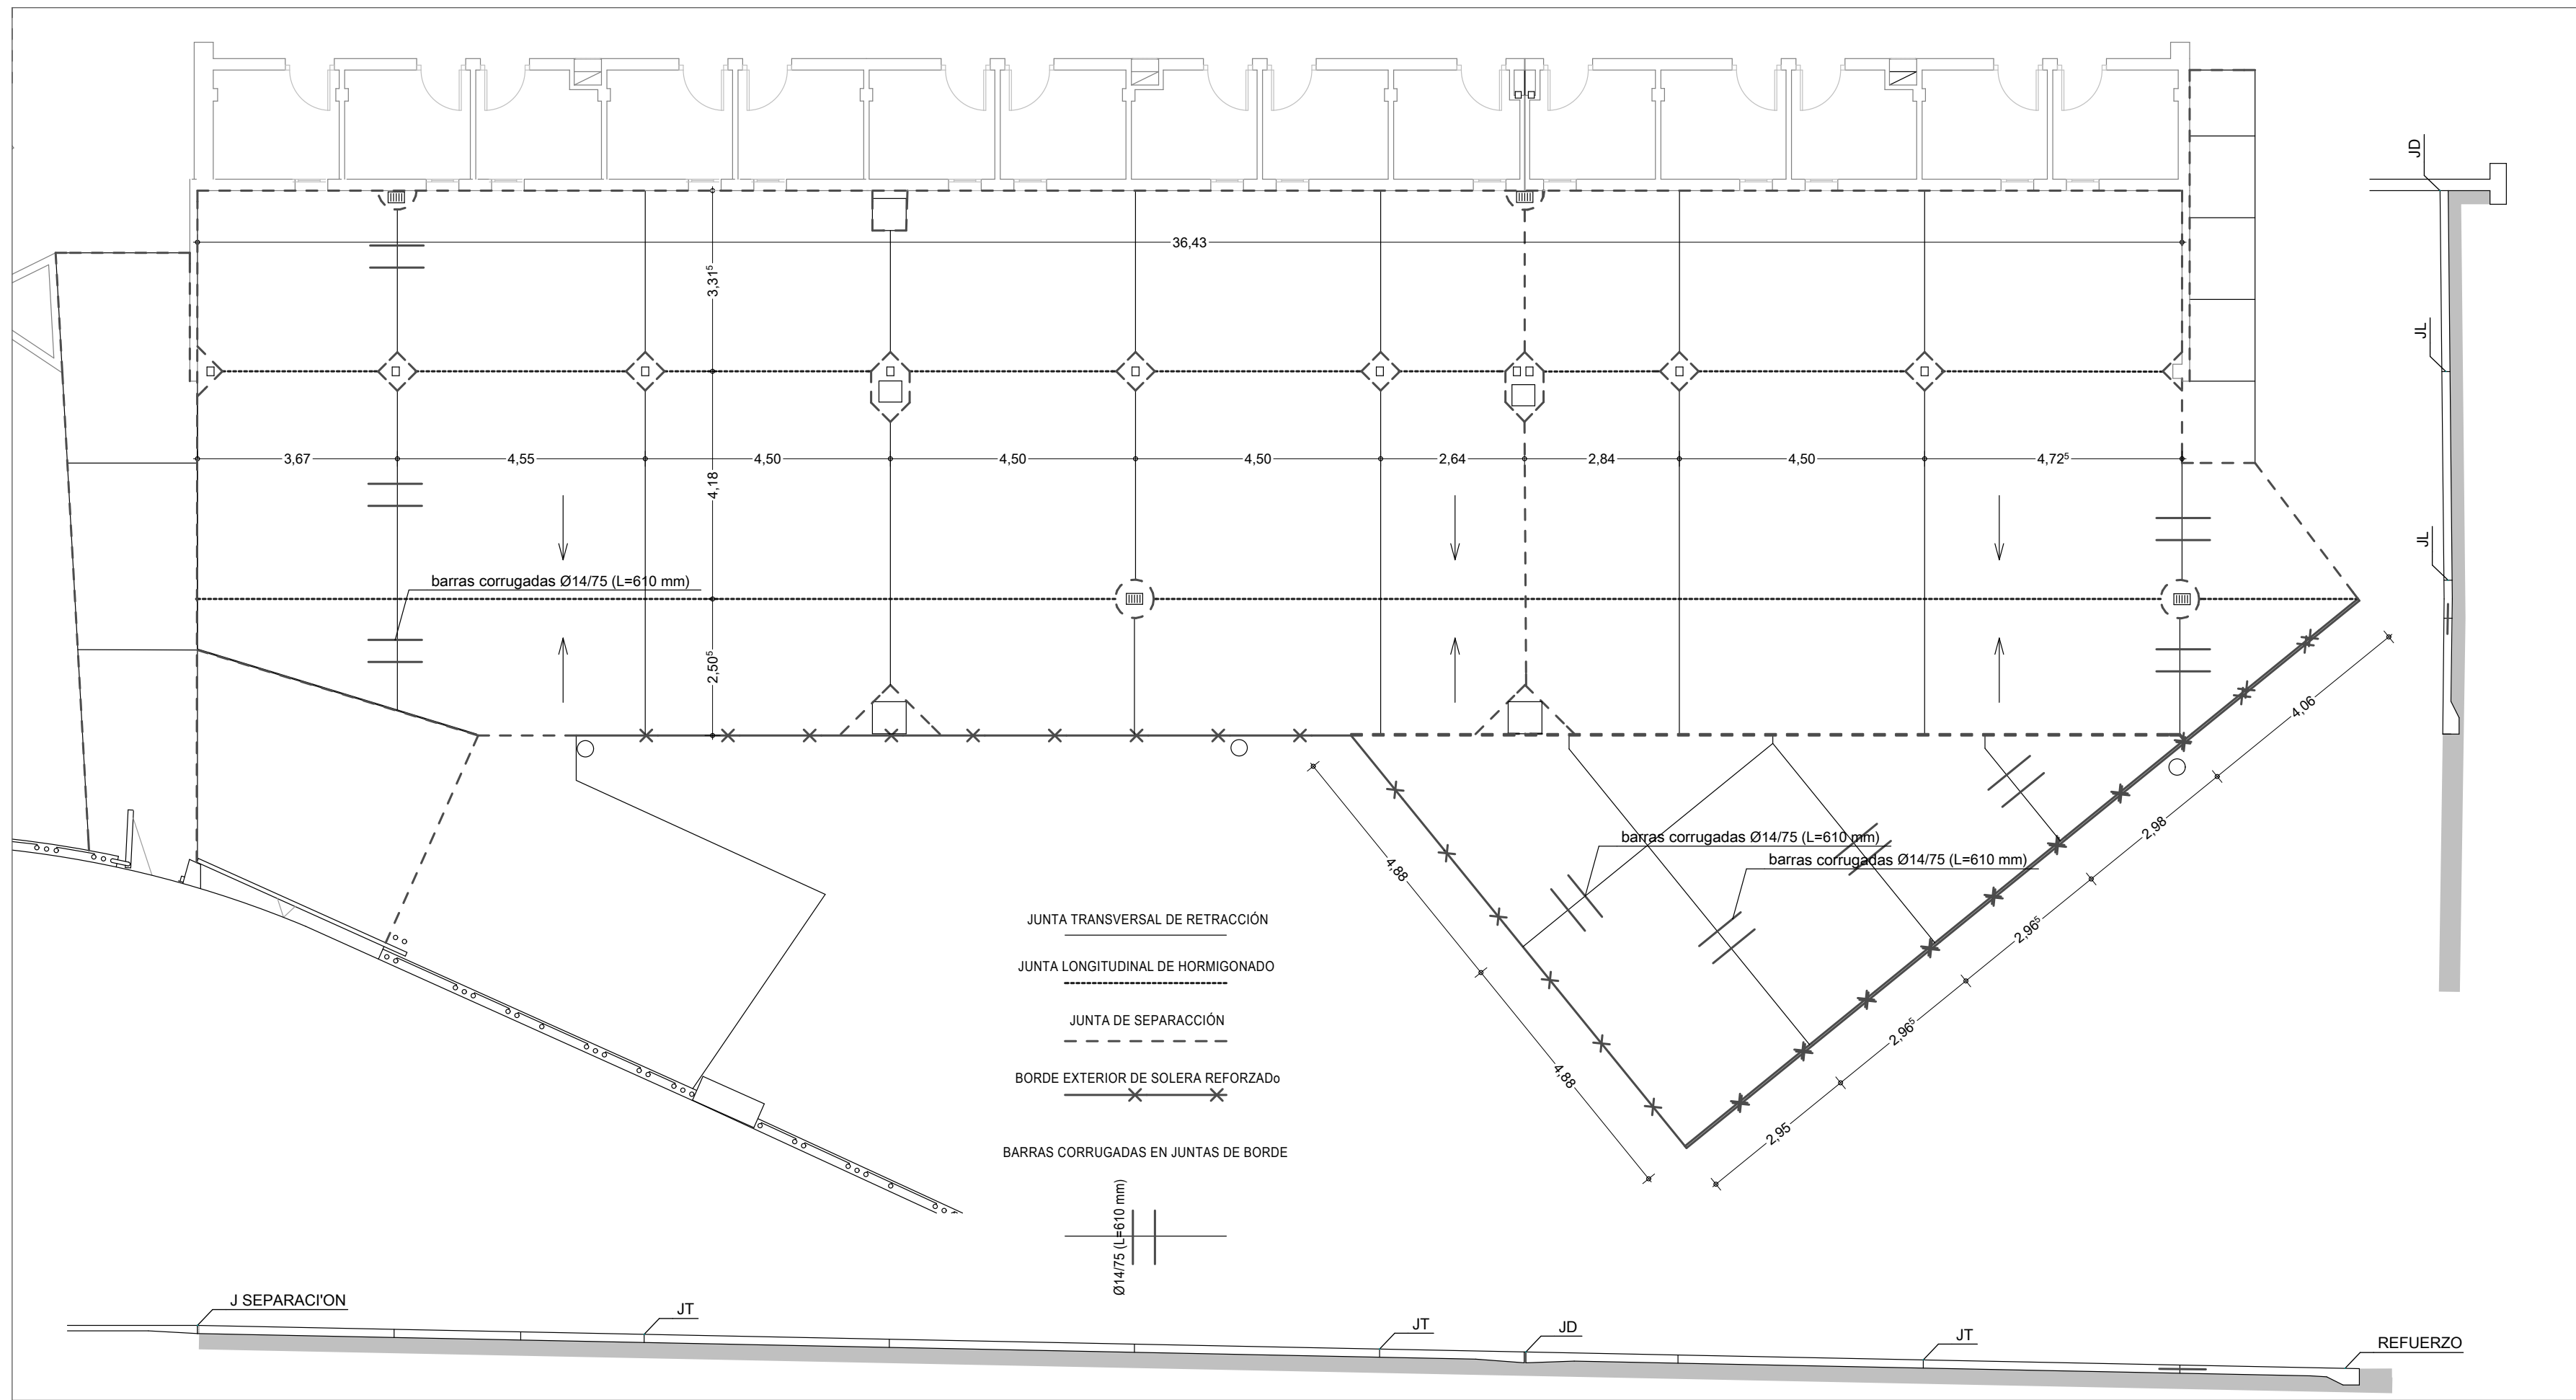 JD
36,43
3,31⁵
JL
3,67
4,55
4,50
4,50
4,50
2,64
2,84
4,50
4,72⁵
4,18
JL
barras corrugadas Ø14/75 (L=610 mm)
2,50⁵
4,06
2,98
barras corrugadas Ø14/75 (L=610 mm)
barras corrugadas Ø14/75 (L=610 mm)
4,88
2,96⁵
2,96⁵
4,88
2,95
JUNTA TRANSVERSAL DE RETRACCIÓN
JUNTA LONGITUDINAL DE HORMIGONADO
JUNTA DE SEPARACCIÓN
BORDE EXTERIOR DE SOLERA REFORZADo
BARRAS CORRUGADAS EN JUNTAS DE BORDE
Ø14/75 (L=610 mm)
J SEPARACI'ON
JT
JT
JD
JT
REFUERZO